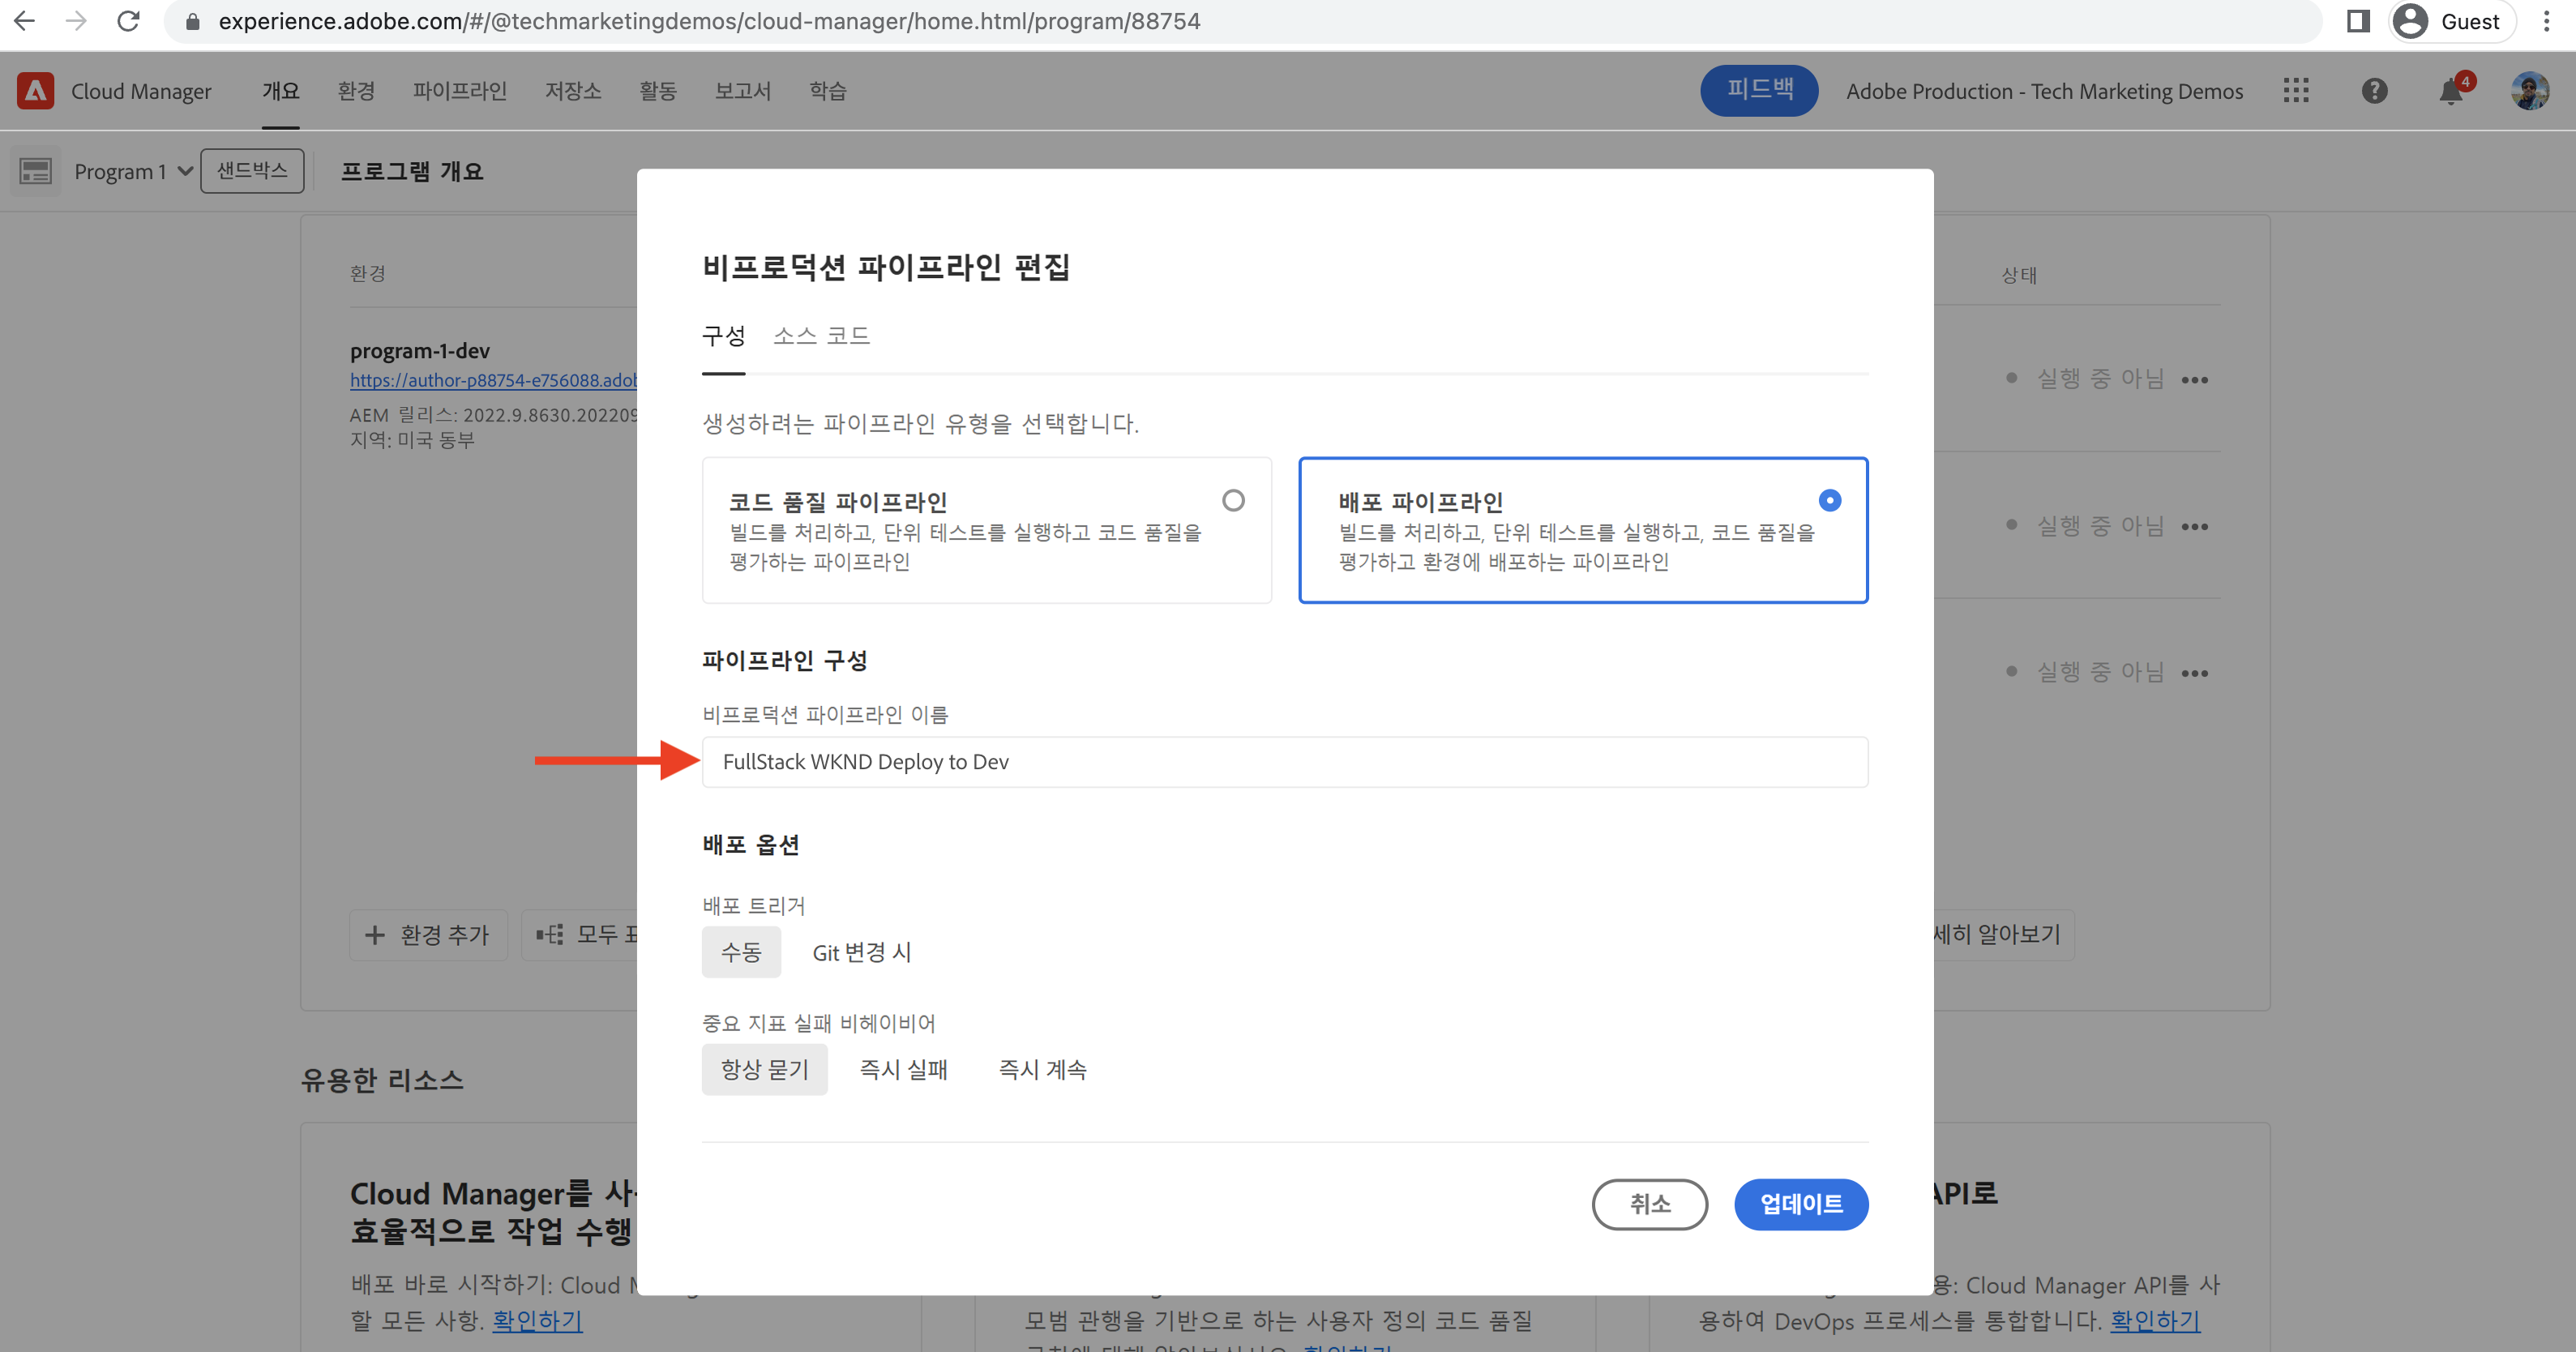 experience.adobe.com/#/@techmarketingdemos/cloud-manager/home.html/program/88754
Guest
Cloud Manager
개요
환경
파이프라인
저장소
활동
보고서
학습
피드백
Adobe Production - Tech Marketing Demos
4
Program 1
샌드박스
프로그램 개요
환경
상태
program-1-dev
https://author-p88754-e756088.adob
AEM 릴리스: 2022.9.8630.202209
지역: 미국 동부
실행 중 아님
실행 중 아님
실행 중 아님
환경 추가
모두
세히 알아보기
비프로덕션 파이프라인 편집
구성
소스 코드
생성하려는 파이프라인 유형을 선택합니다.
코드 품질 파이프라인
빌드를 처리하고, 단위 테스트를 실행하고 코드 품질을
평가하는 파이프라인
배포 파이프라인
빌드를 처리하고, 단위 테스트를 실행하고, 코드 품질을
평가하고 환경에 배포하는 파이프라인
파이프라인 구성
비프로덕션 파이프라인 이름
FullStack WKND Deploy to Dev
배포 옵션
배포 트리거
수동
Git 변경 시
중요 지표 실패 비헤이비어
항상 묻기
즉시 실패
즉시 계속
취소
업데이트
유용한 리소스
Cloud Manager를
효율적으로 작업 수행
배포 바로 시작하기: Cloud
할 모든 사항. 확인하기
모범 관행을 기반으로 하는 사용자 정의 코드 품질
API로
용: Cloud Manager API를 사
용하여 DevOps 프로세스를 통합합니다. 확인하기